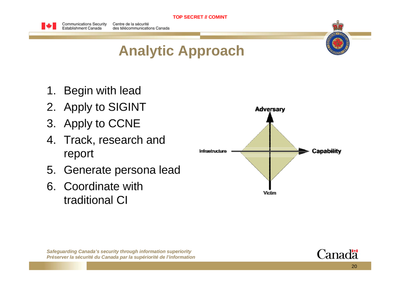 TOP SECRET // COMINT
Communications Security
Establishment Canada
Centre de la sécurité
des télécommunications Canada
Analytic Approach
1. Begin with lead
2. Apply to SIGINT
3. Apply to CCNE
4. Track, research and
report
5. Generate persona lead
6. Coordinate with
traditional CI
Adversary
Infrastructure
Capability
Victim
Safeguarding Canada's security through information superiority
Préserver la sécurité du Canada par la supériorité de l'information
Canada
20